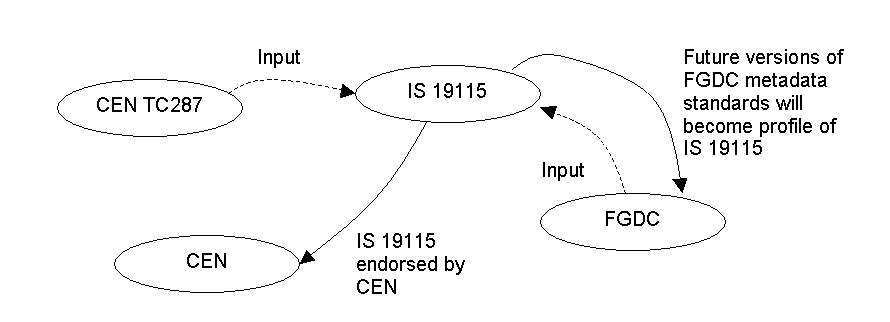 Input
CEN TC287
IS 19115
Future versions of
FGDC metadata
standards will
become profile of
IS 19115
Input
FGDC
CEN
IS 19115
endorsed by
CEN